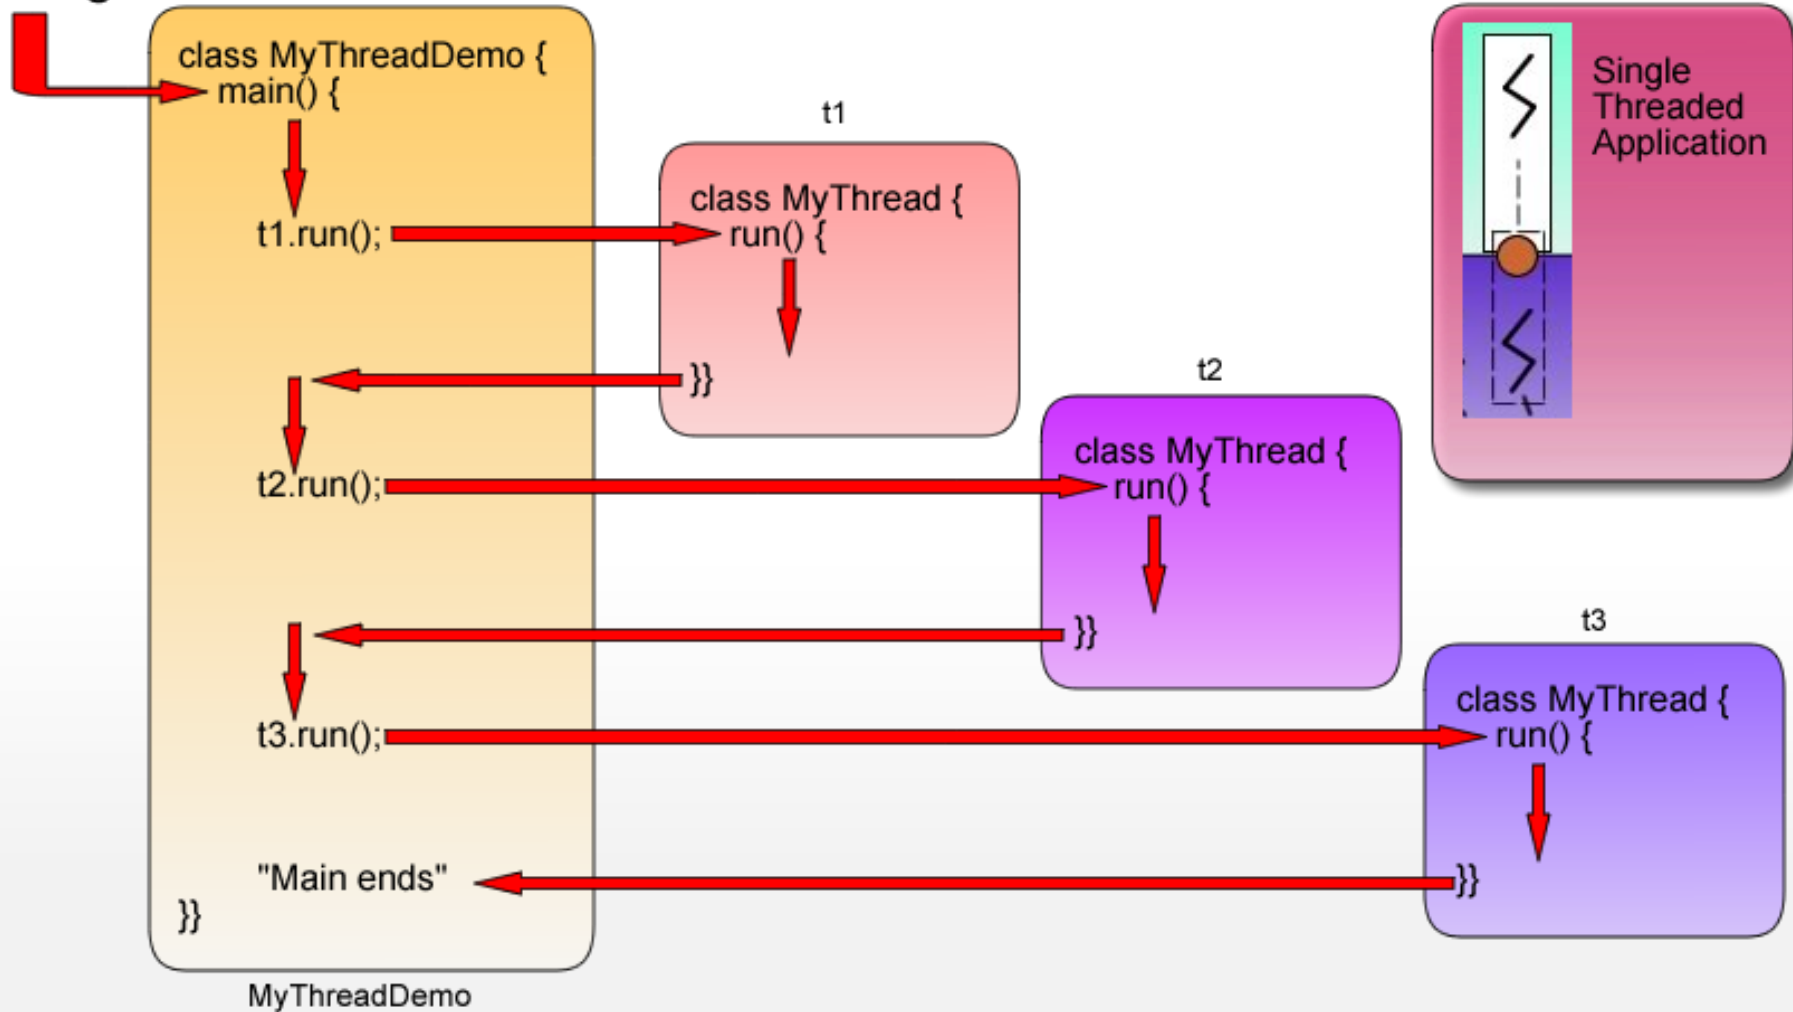 class MyThreadDemo {
main() {
t1.run();
t2.run();
t3.run();
"Main ends"
}}
MyThreadDemo
t1
class MyThread {
run() {
}}
t2
class MyThread {
run() {
}}
t3
class MyThread {
run() {
}}
Single
Threaded
Application